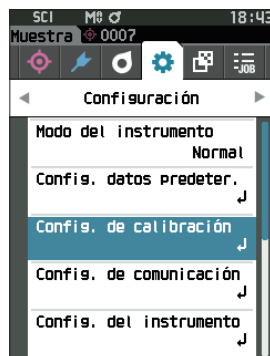 SCI M⁰ 18:43
Muestra 0007
-JOB
Configuración
Modo del instrumento
Normal
Config. datos predeter.
Config. de calibración
Config. de comunicación
Config. del instrumento